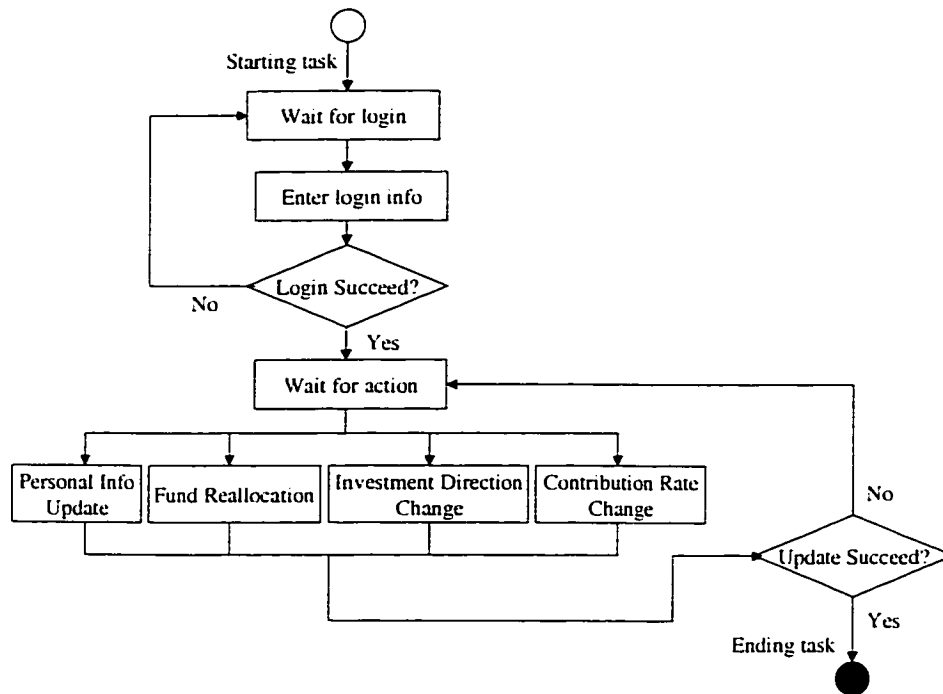 Starting task
Wait for login
Enter login info
Login Succeed?
No
Yes
Wait for action
Personal Info
Update
Fund Reallocation
Investment Direction
Change
Contribution Rate
Change
No
Update Succeed?
Yes
Ending task